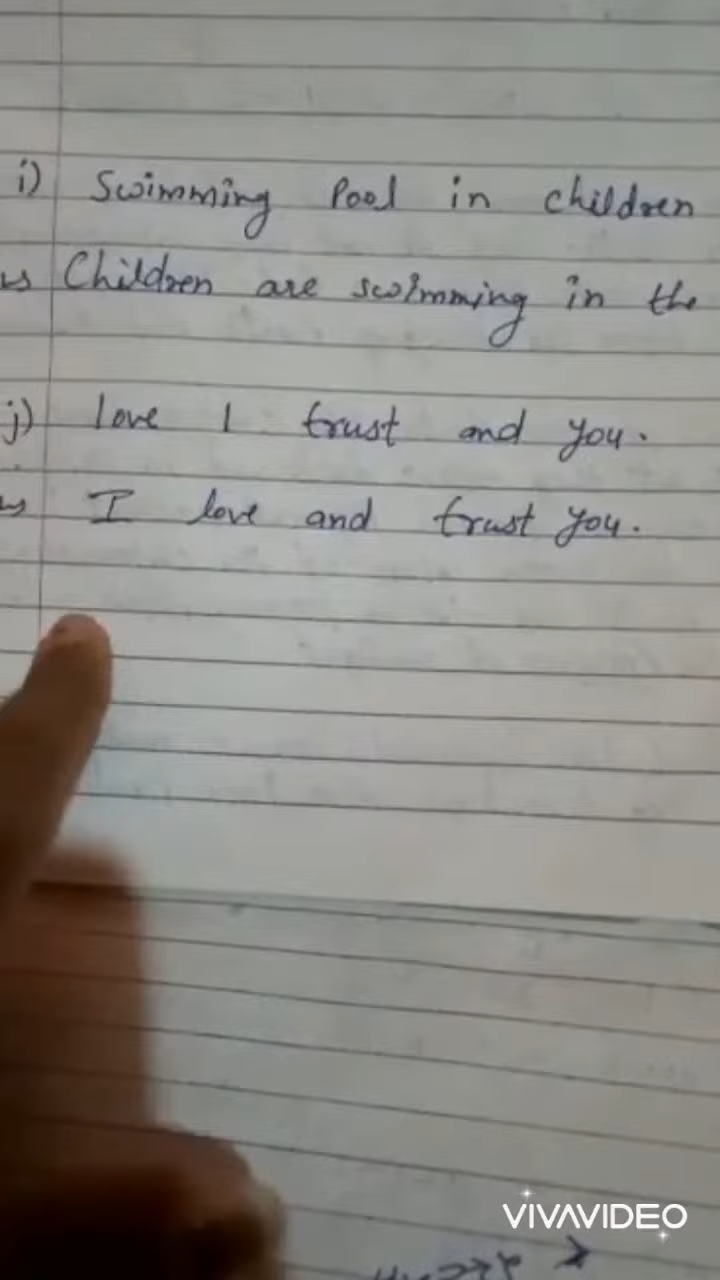 i) Swimming Pool in children
Children are swimming in the
j) love I trust and you.
I love and trust you.
VIVAVIDEO